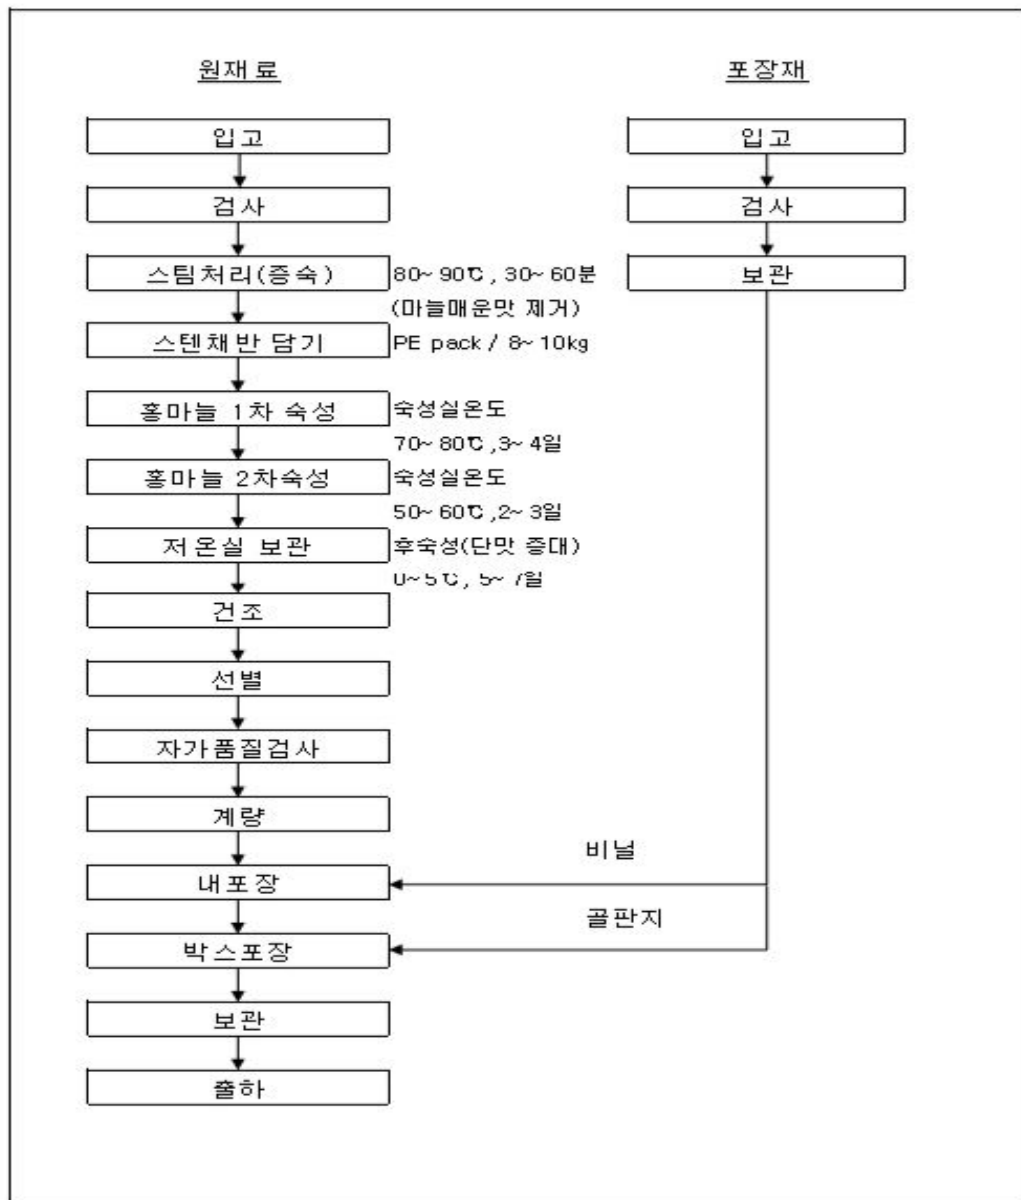 원재료
포장재
입고
입고
검사
검사
스팀처리(증숙)
80~90℃, 30~60분
보관
(마늘매운맛 제거)
스텐채반 담기
PE pack / 8~10kg
홍마늘 1차 숙성
숙성실온도
70~80℃,3~4일
홍마늘 2차숙성
숙성실온도
50~60℃,2~3일
저온실 보관
후숙성(단맛 증대)
0~5℃, 5~7일
건조
선별
자가품질검사
계량
비닐
내포장
골판지
박스포장
보관
출하